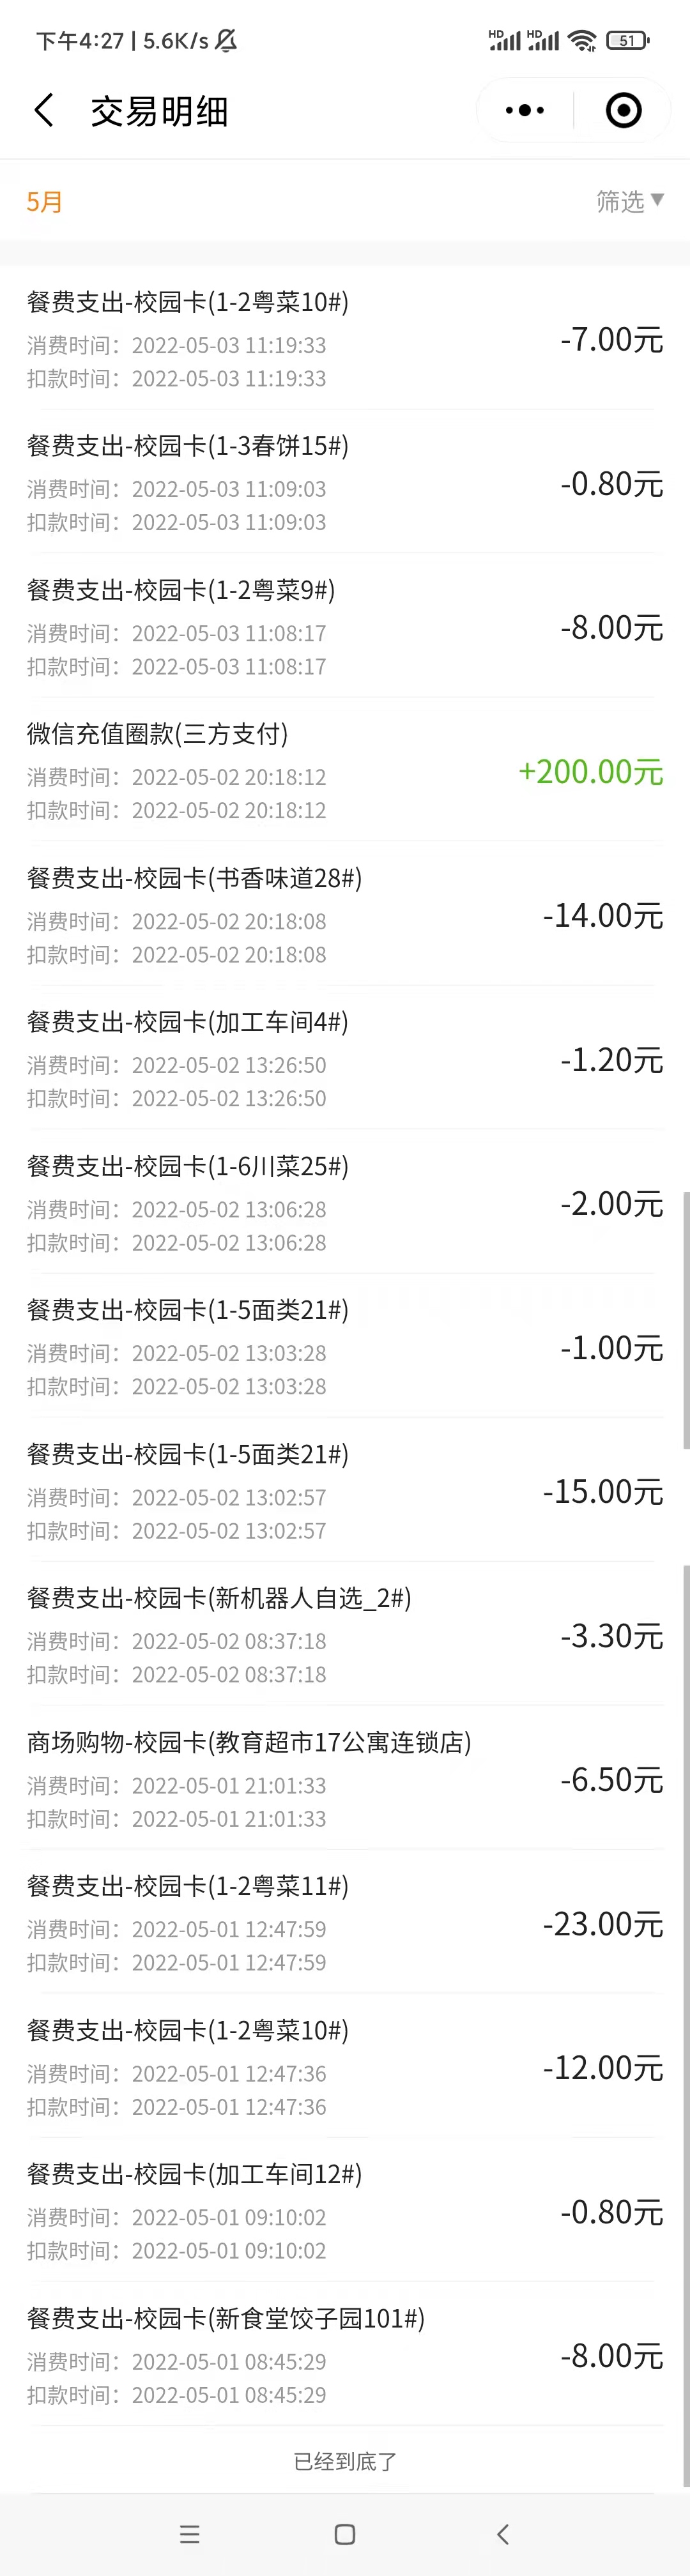 下午4:27 | 5.6K/s
HD HD 51
交易明细
5月 筛选▼
餐费支出-校园卡(1-2粤菜10#)
消费时间：2022-05-03 11:19:33
-7.00元
扣款时间：2022-05-03 11:19:33
餐费支出-校园卡(1-3春饼15#)
消费时间：2022-05-03 11:09:03
-0.80元
扣款时间：2022-05-03 11:09:03
餐费支出-校园卡(1-2粤菜9#)
消费时间：2022-05-03 11:08:17
-8.00元
扣款时间：2022-05-03 11:08:17
微信充值圈款(三方支付)
消费时间：2022-05-02 20:18:12
+200.00元
扣款时间：2022-05-02 20:18:12
餐费支出-校园卡(书香味道28#)
消费时间：2022-05-02 20:18:08
-14.00元
扣款时间：2022-05-02 20:18:08
餐费支出-校园卡(加工车间4#)
消费时间：2022-05-02 13:26:50
-1.20元
扣款时间：2022-05-02 13:26:50
餐费支出-校园卡(1-6川菜25#)
消费时间：2022-05-02 13:06:28
-2.00元
扣款时间：2022-05-02 13:06:28
餐费支出-校园卡(1-5面类21#)
消费时间：2022-05-02 13:03:28
-1.00元
扣款时间：2022-05-02 13:03:28
餐费支出-校园卡(1-5面类21#)
消费时间：2022-05-02 13:02:57
-15.00元
扣款时间：2022-05-02 13:02:57
餐费支出-校园卡(新机器人自选_2#)
消费时间：2022-05-02 08:37:18
-3.30元
扣款时间：2022-05-02 08:37:18
商场购物-校园卡(教育超市17公寓连锁店)
消费时间：2022-05-01 21:01:33
-6.50元
扣款时间：2022-05-01 21:01:33
餐费支出-校园卡(1-2粤菜11#)
消费时间：2022-05-01 12:47:59
-23.00元
扣款时间：2022-05-01 12:47:59
餐费支出-校园卡(1-2粤菜10#)
消费时间：2022-05-01 12:47:36
-12.00元
扣款时间：2022-05-01 12:47:36
餐费支出-校园卡(加工车间12#)
消费时间：2022-05-01 09:10:02
-0.80元
扣款时间：2022-05-01 09:10:02
餐费支出-校园卡(新食堂饺子园101#)
消费时间：2022-05-01 08:45:29
-8.00元
扣款时间：2022-05-01 08:45:29
已经到底了